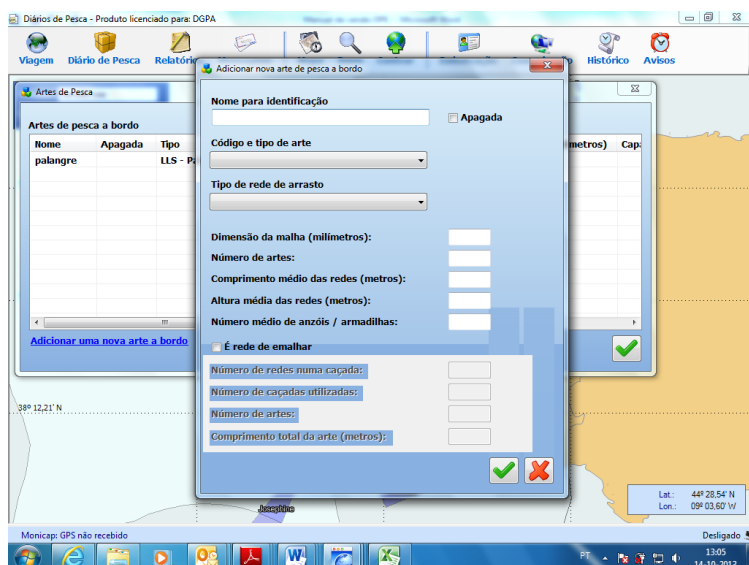 Diários de Pesca - Produto licenciado para: DGPA
Viagem
Diário de Pesca
Histórico
Avisos
Artes de Pesca
Artes de pesca a bordo
Nome
Apagada
Tipo
palangre
LLS - Pa
Adicionar uma nova arte a bordo
Adicionar nova arte de pesca a bordo
Nome para identificação
Apagada
Código e tipo de arte
Tipo de rede de arrasto
Dimensão da malha (milímetros):
Número de artes:
Comprimento médio das redes (metros):
Altura média das redes (metros):
Número médio de anzóis / armadilhas:
É rede de emalhar
Número de redes numa caçada:
Número de caçadas utilizadas:
Número de artes:
Comprimento total da arte (metros):
38º 12,21' N
Josephine
Lat.: 44º 28,54' N
Lon.: 09º 03,60' W
Monicap: GPS não recebido
Desligado
PT
13:05
14-10-2013